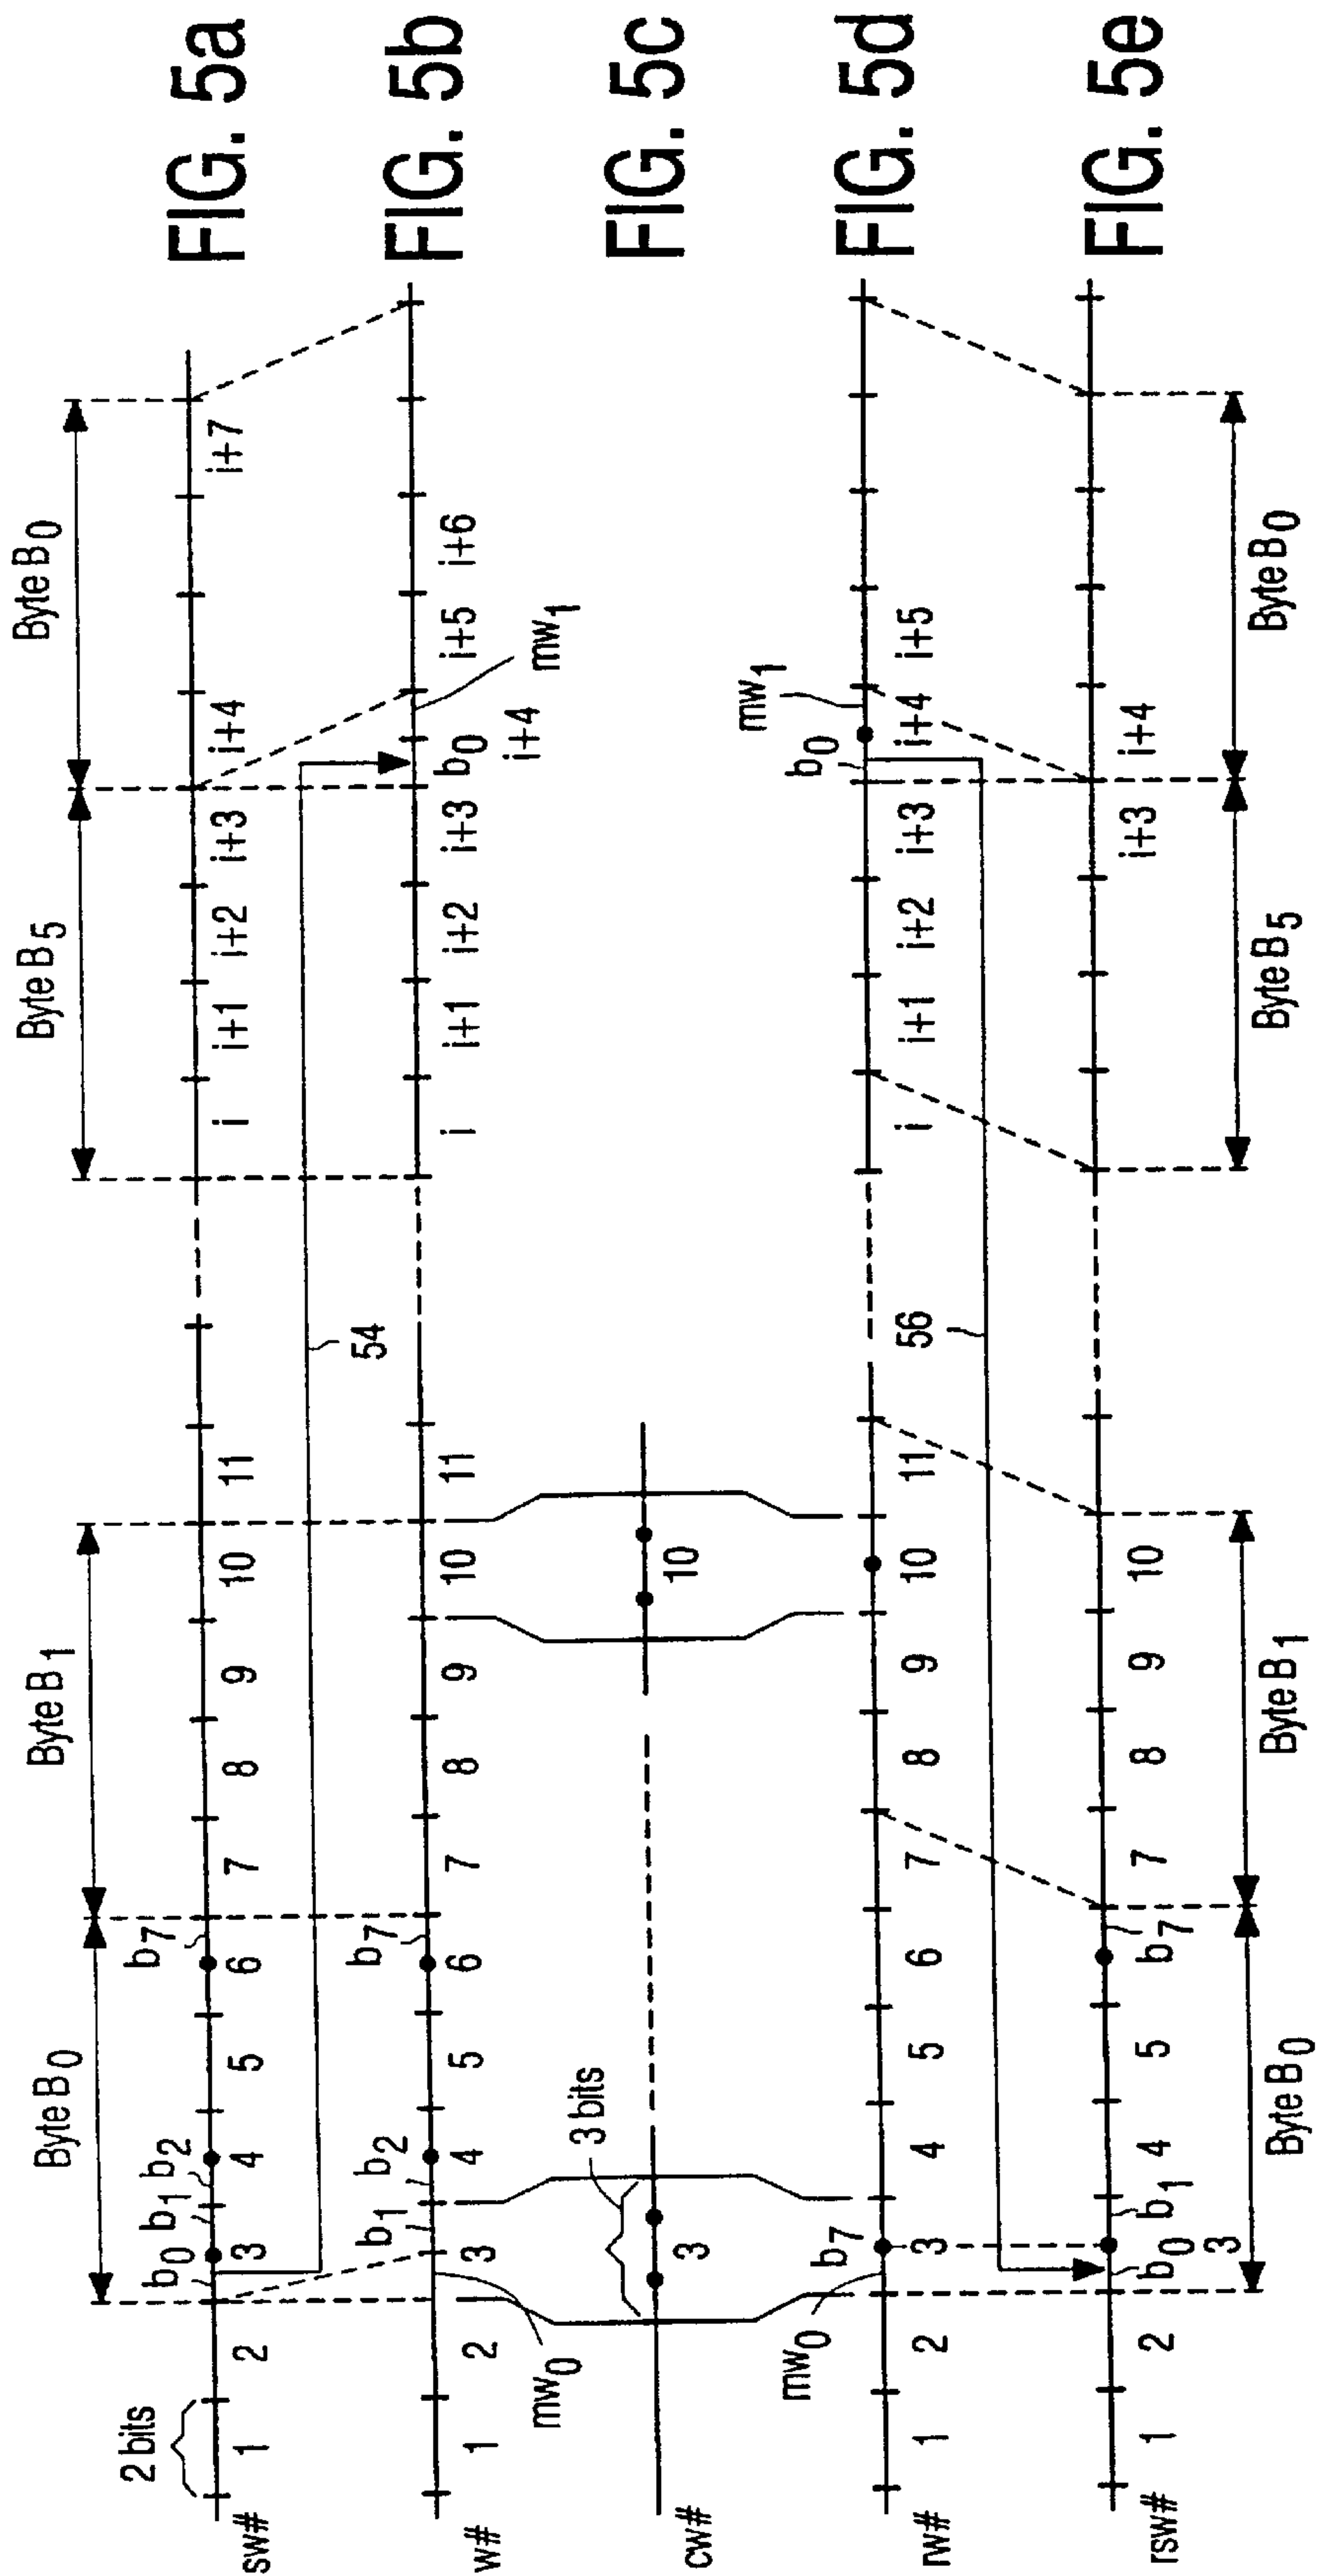 Byte B0 Byte B1 Byte B5 Byte B0
2 bits b0 b1 b2 b7
sw# 1 2 3 4 5 6 7 8 9 10 11 i i+1 i+2 i+3 i+4 i+7 FIG. 5a
54
b1 b2 b7
w# 1 2 3 4 5 6 7 8 9 10 11 i i+1 i+2 i+3 b0 i+4 i+5 i+6 FIG. 5b
mw0 mw1
3 bits
cw# 3 10 FIG. 5c
mw0 b7 56 b0 mw1
rw# 1 2 3 4 5 6 7 8 9 10 11 i i+1 i+2 i+3 i+4 i+5 FIG. 5d
rsw# 1 2 b0 3 b1 4 5 b7 7 8 9 10 i+3 i+4 FIG. 5e
Byte B0 Byte B1 Byte B5 Byte B0